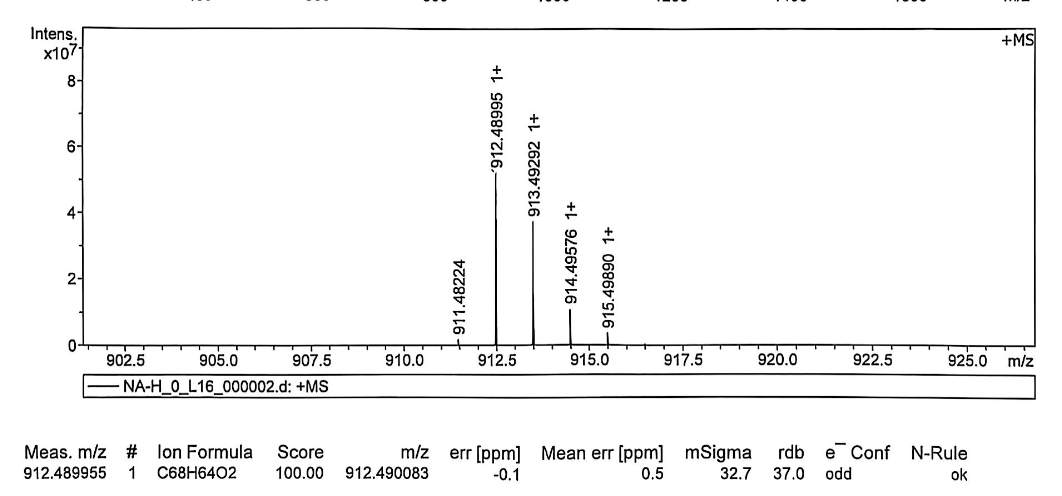 Intens.
x10⁷
+MS
8
6
4
2
0
912.48995 1+
913.49292 1+
914.49576 1+
915.49890 1+
911.48224
902.5 905.0 907.5 910.0 912.5 915.0 917.5 920.0 922.5 925.0 m/z
NA-H_0_L16_000002.d: +MS
Meas. m/z # Ion Formula Score m/z err [ppm] Mean err [ppm] mSigma rdb e⁻ Conf N-Rule
912.489955 1 C68H64O2 100.00 912.490083 -0.1 0.5 32.7 37.0 odd ok